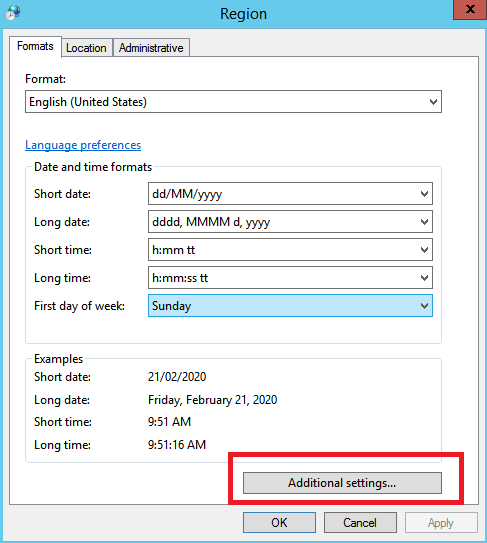 Region
x
Formats Location Administrative
Format:
English (United States)
Language preferences
Date and time formats
Short date: dd/MM/yyyy
Long date: dddd, MMMM d, yyyy
Short time: h:mm tt
Long time: h:mm:ss tt
First day of week: Sunday
Examples
Short date: 21/02/2020
Long date: Friday, February 21, 2020
Short time: 9:51 AM
Long time: 9:51:16 AM
Additional settings...
OK Cancel Apply